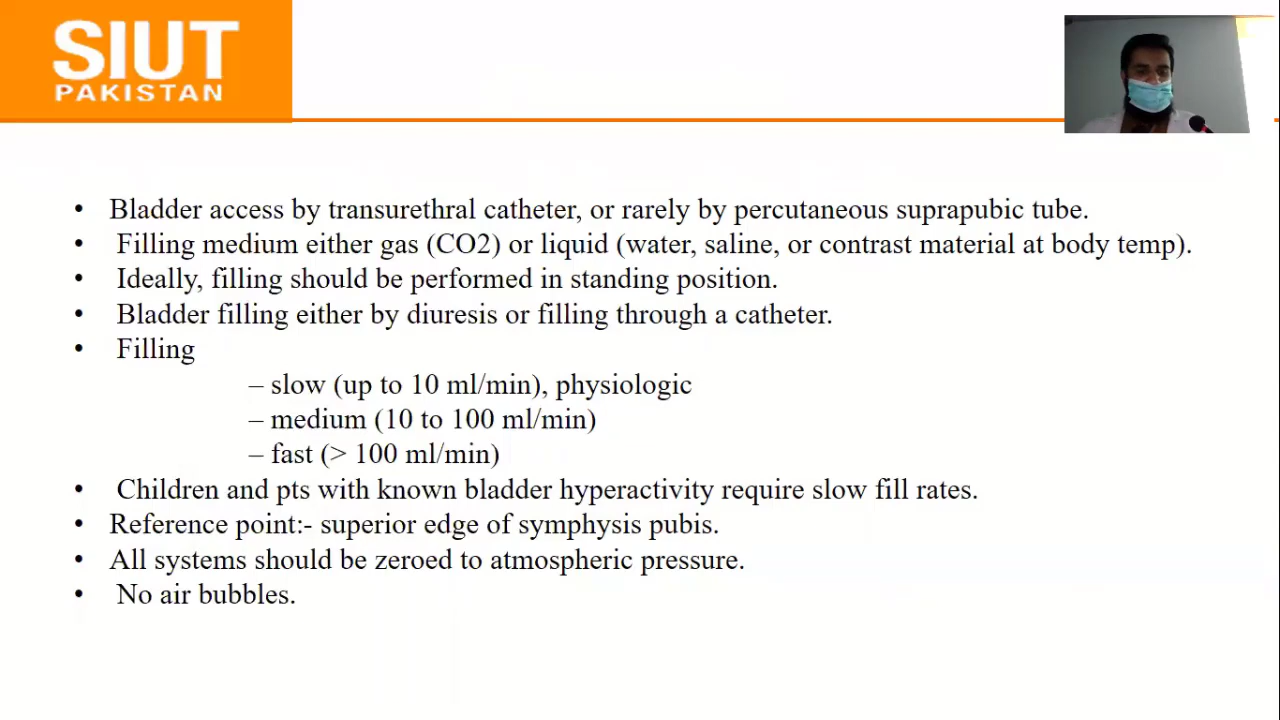 SIUT
PAKISTAN
• Bladder access by transurethral catheter, or rarely by percutaneous suprapubic tube.
• Filling medium either gas (CO2) or liquid (water, saline, or contrast material at body temp).
• Ideally, filling should be performed in standing position.
• Bladder filling either by diuresis or filling through a catheter.
• Filling
– slow (up to 10 ml/min), physiologic
– medium (10 to 100 ml/min)
– fast (> 100 ml/min)
• Children and pts with known bladder hyperactivity require slow fill rates.
• Reference point:- superior edge of symphysis pubis.
• All systems should be zeroed to atmospheric pressure.
• No air bubbles.